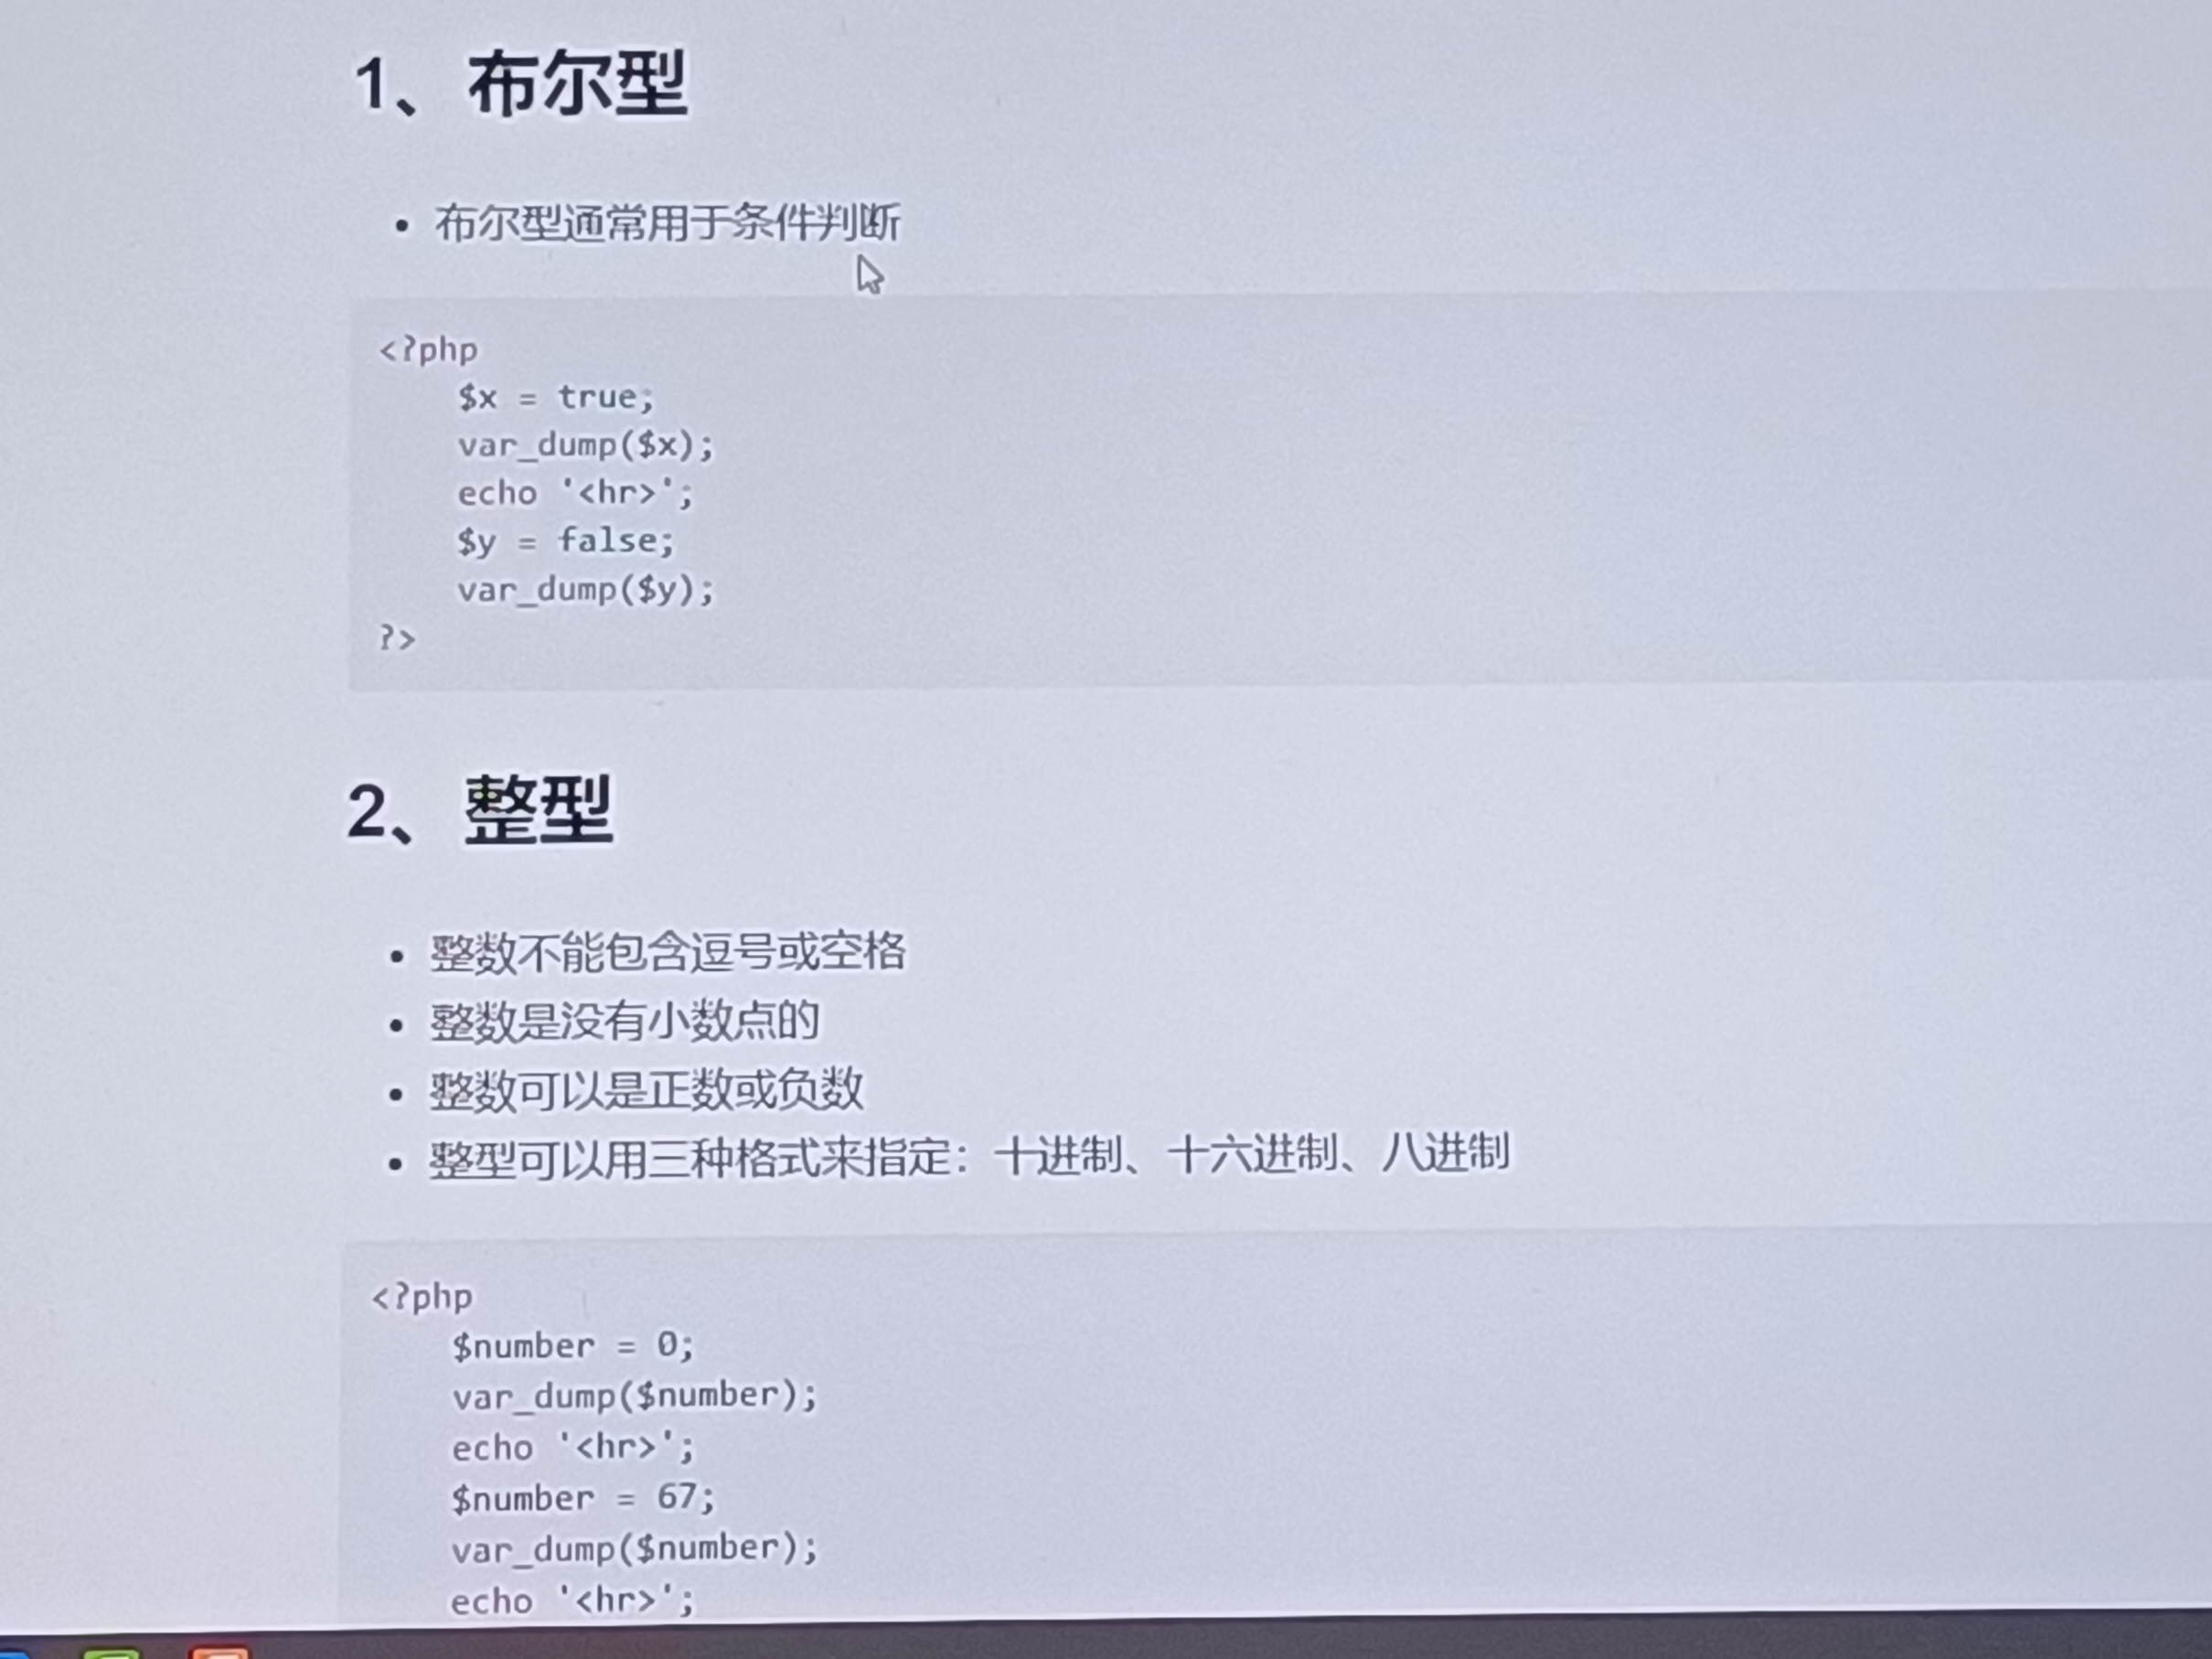 1、布尔型
• 布尔型通常用于条件判断
<?php
    $x = true;
    var_dump($x);
    echo '<hr>';
    $y = false;
    var_dump($y);
?>
2、整型
• 整数不能包含逗号或空格
• 整数是没有小数点的
• 整数可以是正数或负数
• 整型可以用三种格式来指定：十进制、十六进制、八进制
<?php
    $number = 0;
    var_dump($number);
    echo '<hr>';
    $number = 67;
    var_dump($number);
    echo '<hr>';